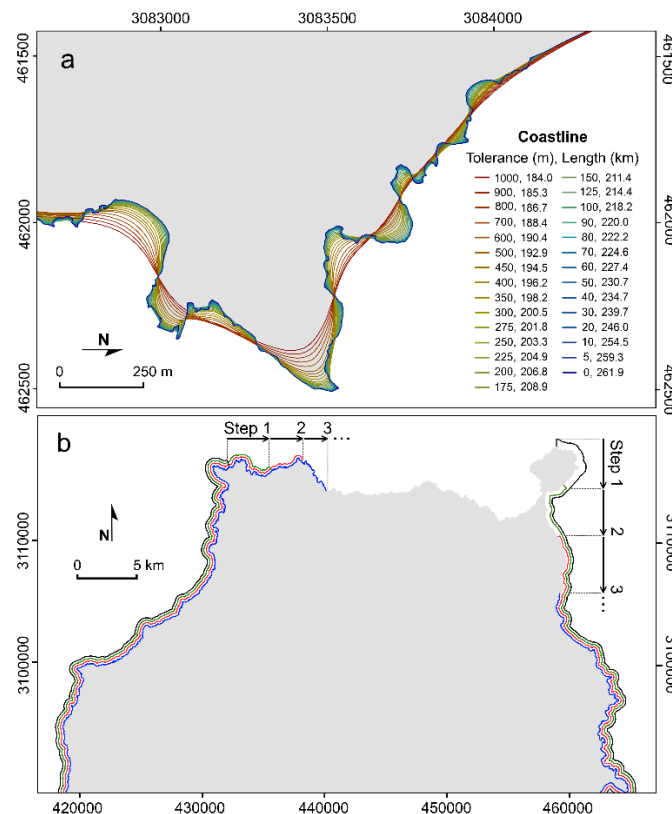 3083000 3083500 3084000
a
461500
461500
462000
462000
462500
462500
Coastline
Tolerance (m), Length (km)
1000, 184.0 150, 211.4
900, 185.3 125, 214.4
800, 186.7 100, 218.2
700, 188.4 90, 220.0
600, 190.4 80, 222.2
500, 192.9 70, 224.6
450, 194.5 60, 227.4
400, 196.2 50, 230.7
350, 198.2 40, 234.7
300, 200.5 30, 239.7
275, 201.8 20, 246.0
250, 203.3 10, 254.5
225, 204.9 5, 259.3
200, 206.8 0, 261.9
175, 208.9
N
0 250 m
b
Step 1 2 3 ...
Step 1 2 3 ...
N
0 5 km
3110000
3110000
3100000
3100000
420000 430000 440000 450000 460000